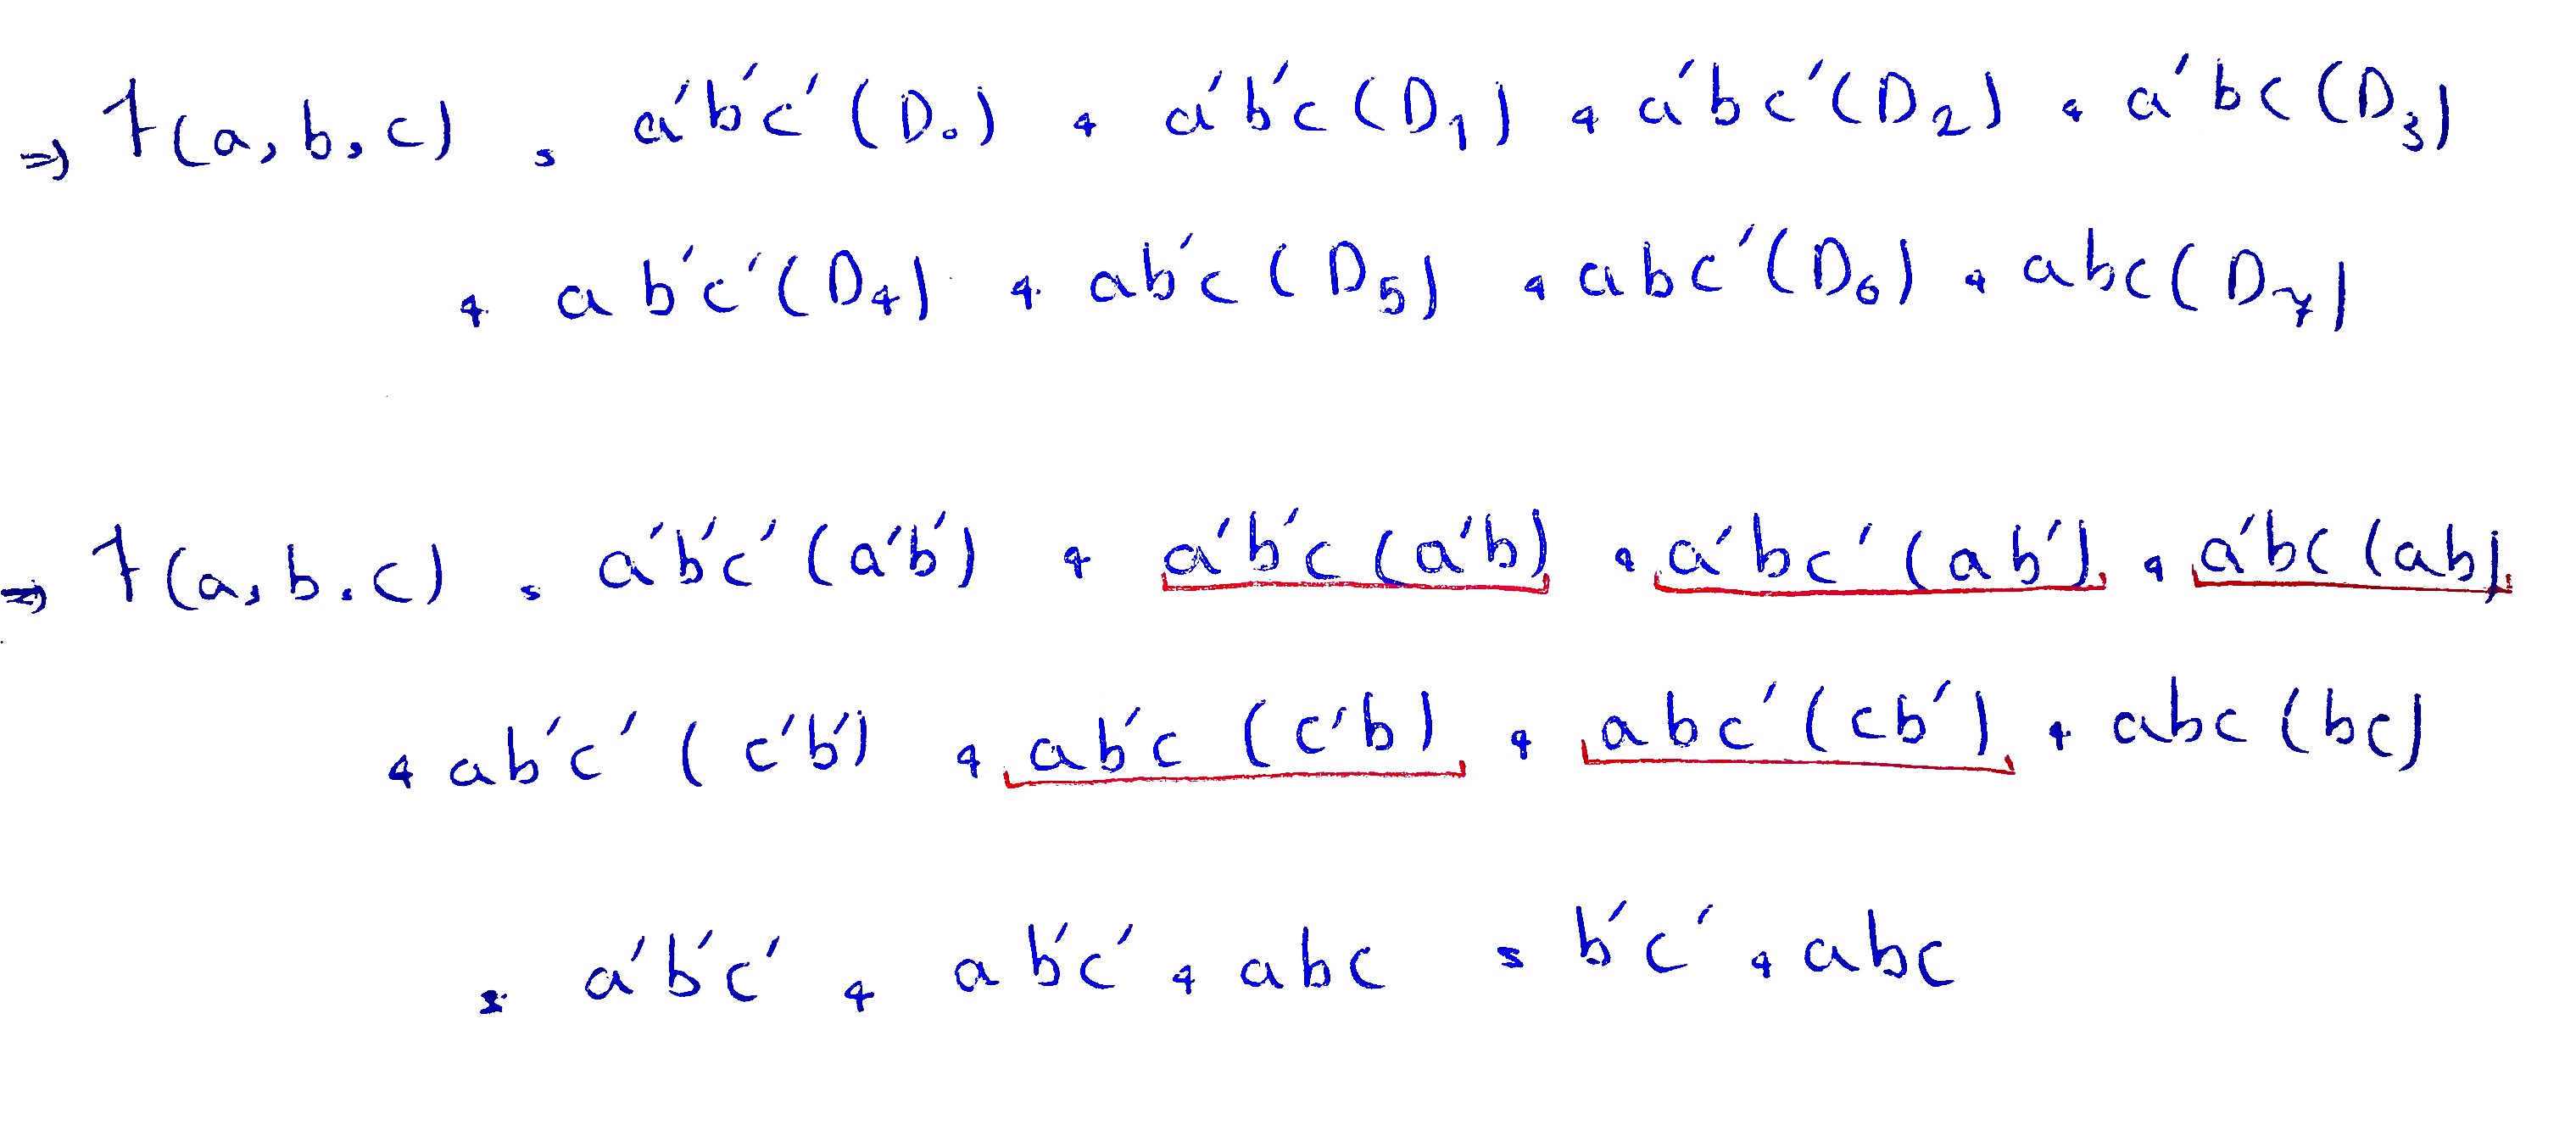 ⇒ f(a,b,c) = a'b'c'(D0) + a'b'c(D1) + a'bc'(D2) + a'bc(D3)
+ ab'c'(D4) + ab'c(D5) + abc'(D6) + abc(D7)
⇒ f(a,b,c) = a'b'c'(a'b') + a'b'c(a'b) + a'bc'(ab') + a'bc(ab)
+ ab'c'(c'b') + ab'c(c'b) + abc'(cb') + abc(bc)
= a'b'c' + ab'c' + abc = b'c' + abc